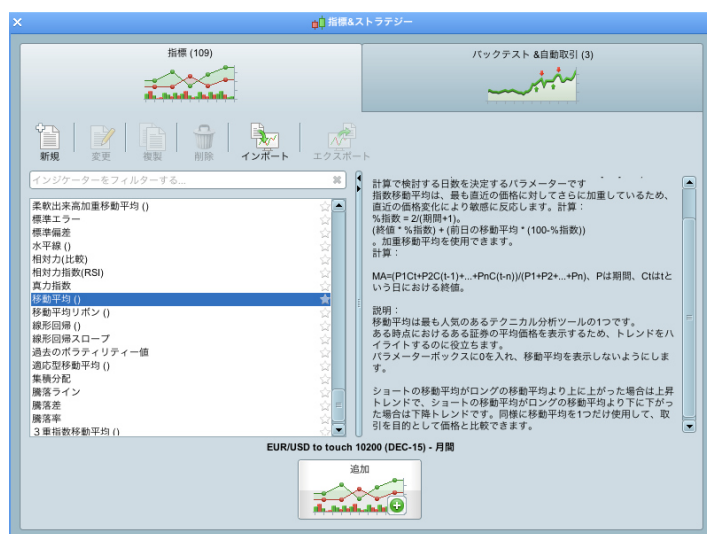 指標&ストラテジー
指標 (109)
バックテスト &自動取引 (3)
新規
変更
複製
削除
インポート
エクスポート
インジケーターをフィルターする...
柔軟出来高加重移動平均 ()
標準エラー
標準偏差
水平線 ()
相対力(比較)
相対力指数(RSI)
真力指数
移動平均 ()
移動平均リボン ()
線形回帰 ()
線形回帰スロープ
過去のボラティリティー値
適応型移動平均 ()
集積分配
騰落ライン
騰落差
騰落率
3 重指数移動平均 ()
計算で検討する日数を決定するパラメーターです
指数移動平均は、最も直近の価格に対してさらに加重しているため、
直近の価格変化により敏感に反応します。計算：
%指数 = 2/(期間+1)。
(終値 * %指数) + (前日の移動平均 * (100-%指数))
。加重移動平均を使用できます。
計算：
MA=(P1Ct+P2C(t-1)+...+PnC(t-n))/(P1+P2+...+Pn)、Pは期間、Ctはtと
いう日における終値。
説明：
移動平均は最も人気のあるテクニカル分析ツールの1つです。
ある時点におけるある証券の平均価格を表示するため、トレンドをハ
イライトするのに役立ちます。
パラメーターボックスに0を入れ、移動平均を表示しないようにしま
す。
ショートの移動平均がロングの移動平均より上に上がった場合は上昇
トレンドで、ショートの移動平均がロングの移動平均より下に下がっ
た場合は下降トレンドです。同様に移動平均を1つだけ使用して、取
引を目的として価格と比較できます。
EUR/USD to touch 10200 (DEC-15) - 月間
追加